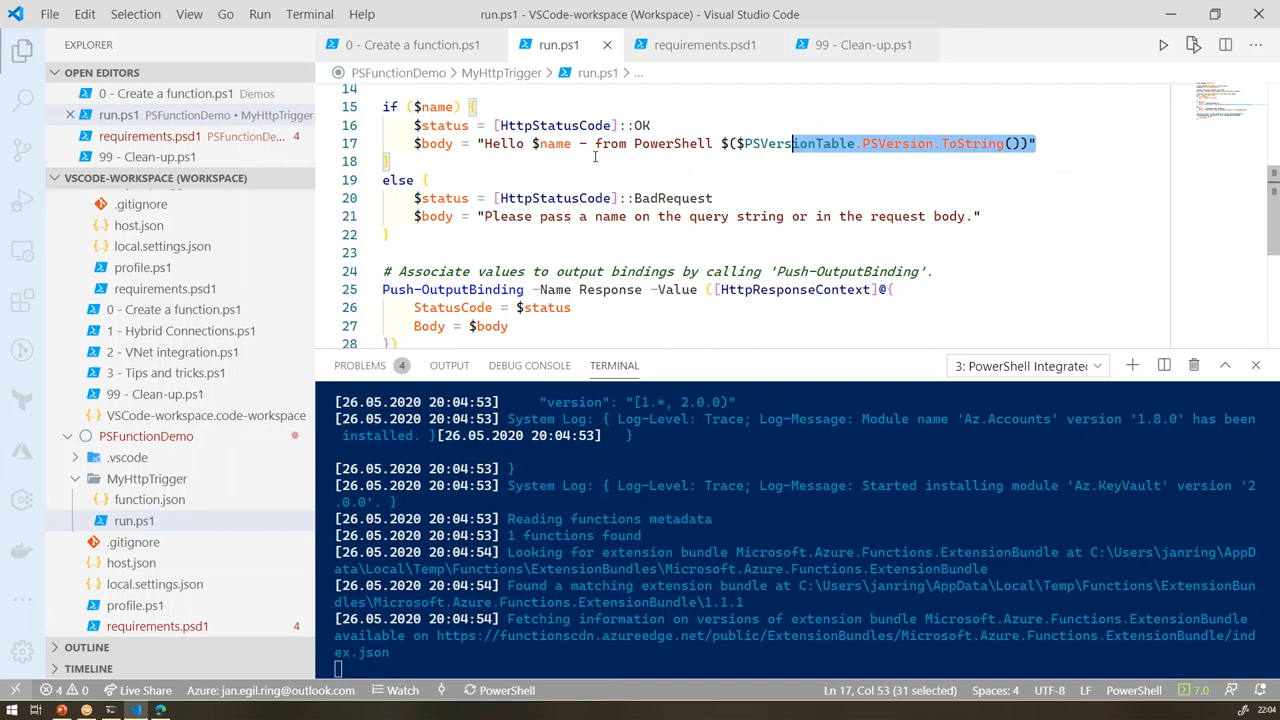 File Edit Selection View Go Run Terminal Help run.ps1 - VSCode-workspace (Workspace) - Visual Studio Code
EXPLORER
OPEN EDITORS
0 - Create a function.ps1 Demos
run.ps1 PSFunctionDemo • MyHttpTrigger
requirements.psd1 PSFunctionDemo 4
99 - Clean-up.ps1
VSCODE-WORKSPACE (WORKSPACE)
.gitignore
host.json
local.settings.json
profile.ps1
requirements.psd1
0 - Create a function.ps1
1 - Hybrid Connections.ps1
2 - VNet integration.ps1
3 - Tips and tricks.ps1
99 - Clean-up.ps1
VSCode-workspace.code-workspace
PSFunctionDemo
.vscode
MyHttpTrigger
function.json
run.ps1
.gitignore
host.json
local.settings.json
profile.ps1
requirements.psd1 4
OUTLINE
TIMELINE
0 - Create a function.ps1 run.ps1 requirements.psd1 99 - Clean-up.ps1
PSFunctionDemo > MyHttpTrigger > run.ps1 > ...
14
15 if ($name) {
16 $status = [HttpStatusCode]::OK
17 $body = "Hello $name - from PowerShell $($PSVersionTable.PSVersion.ToString())"
18 }
19 else {
20 $status = [HttpStatusCode]::BadRequest
21 $body = "Please pass a name on the query string or in the request body."
22 }
23
24 # Associate values to output bindings by calling 'Push-OutputBinding'.
25 Push-OutputBinding -Name Response -Value ([HttpResponseContext]@{
26 StatusCode = $status
27 Body = $body
28 })
PROBLEMS 4 OUTPUT DEBUG CONSOLE TERMINAL 3: PowerShell Integrated
[26.05.2020 20:04:53] "version": "[1.*, 2.0.0)"
[26.05.2020 20:04:53] System Log: { Log-Level: Trace; Log-Message: Module name 'Az.Accounts' version '1.8.0' has been
installed. }[26.05.2020 20:04:53] }
[26.05.2020 20:04:53] }
[26.05.2020 20:04:53] System Log: { Log-Level: Trace; Log-Message: Started installing module 'Az.KeyVault' version '2
.0.0'. }
[26.05.2020 20:04:53] Reading functions metadata
[26.05.2020 20:04:53] 1 functions found
[26.05.2020 20:04:54] Looking for extension bundle Microsoft.Azure.Functions.ExtensionBundle at C:\Users\janring\AppD
ata\Local\Temp\Functions\ExtensionBundles\Microsoft.Azure.Functions.ExtensionBundle
[26.05.2020 20:04:54] Found a matching extension bundle at C:\Users\janring\AppData\Local\Temp\Functions\ExtensionBun
dles\Microsoft.Azure.Functions.ExtensionBundle\1.1.1
[26.05.2020 20:04:54] Fetching information on versions of extension bundle Microsoft.Azure.Functions.ExtensionBundle
available on https://functionscdn.azureedge.net/public/ExtensionBundles/Microsoft.Azure.Functions.ExtensionBundle/ind
ex.json
4 0 Live Share Azure: jan.egil.ring@outlook.com Watch PowerShell Ln 17, Col 53 (31 selected) Spaces: 4 UTF-8 LF PowerShell 7.0
22:04